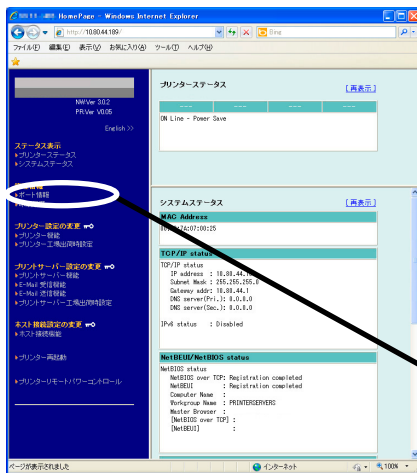 HomePage - Windows Internet Explorer
http://10.80.44.189/
Bing
ファイル(F) 編集(E) 表示(V) お気に入り(A) ツール(T) ヘルプ(H)
NW.Ver 3.0.2
PR.Ver V0.05
English >>
ステータス表示
プリンターステータス
システムステータス
ポート情報
プリンター設定の変更
プリンター機能
プリンター工場出荷時設定
プリントサーバー設定の変更
プリントサーバー機能
E-Mail 受信機能
E-Mail 送信機能
プリントサーバー工場出荷時設定
ホスト接続設定の変更
ホスト接続機能
プリンター再起動
プリンターリモートパワーコントロール
プリンターステータス
[再表示]
--- --- --- ---
ON Line - Power Save
システムステータス
[再表示]
MAC Address
TCP/IP status
TCP/IP status
IP address : 10.80.44.189
Subnet Mask : 255.255.255.0
Gateway addr: 10.80.44.1
DNS server(Pri.): 0.0.0.0
DNS server(Sec.): 0.0.0.0
IPv6 status : Disabled
NetBEUI/NetBIOS status
NetBIOS status
NetBIOS over TCP: Registration completed
NetBEUI : Registration completed
Computer Name :
Workgroup Name : PRINTERSERVERS
Master Browser :
[NetBIOS over TCP] :
[NetBEUI] :
ページが表示されました
インターネット
100%